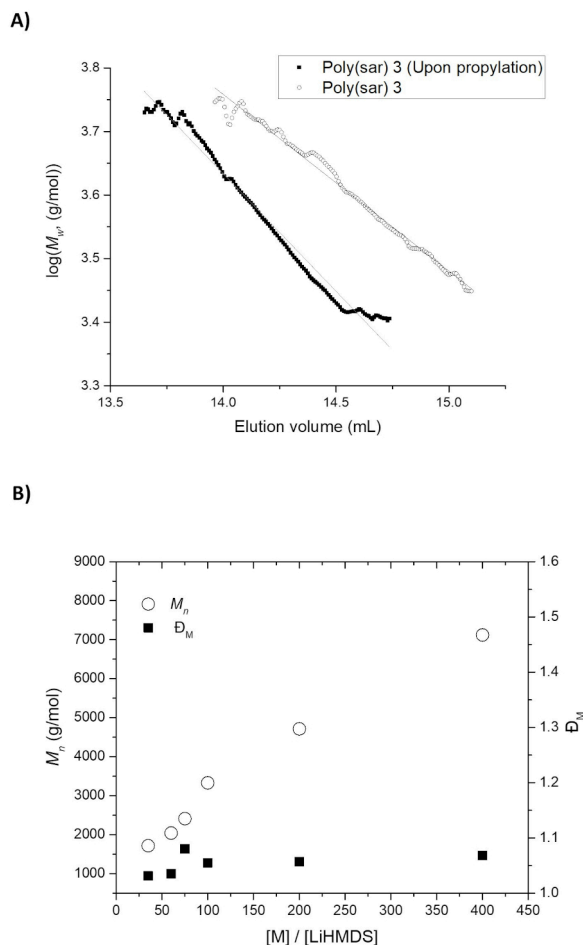 A)
Poly(sar) 3 (Upon propylation)
Poly(sar) 3
3.8
3.7
3.6
3.5
3.4
3.3
log(Mw, (g/mol))
13.5 14.0 14.5 15.0
Elution volume (mL)
B)
9000
8000
7000
6000
5000
4000
3000
2000
1000
Mn (g/mol)
Mn
ĐM
1.6
1.5
1.4
1.3
1.2
1.1
1.0
ĐM
0 50 100 150 200 250 300 350 400 450
[M] / [LiHMDS]